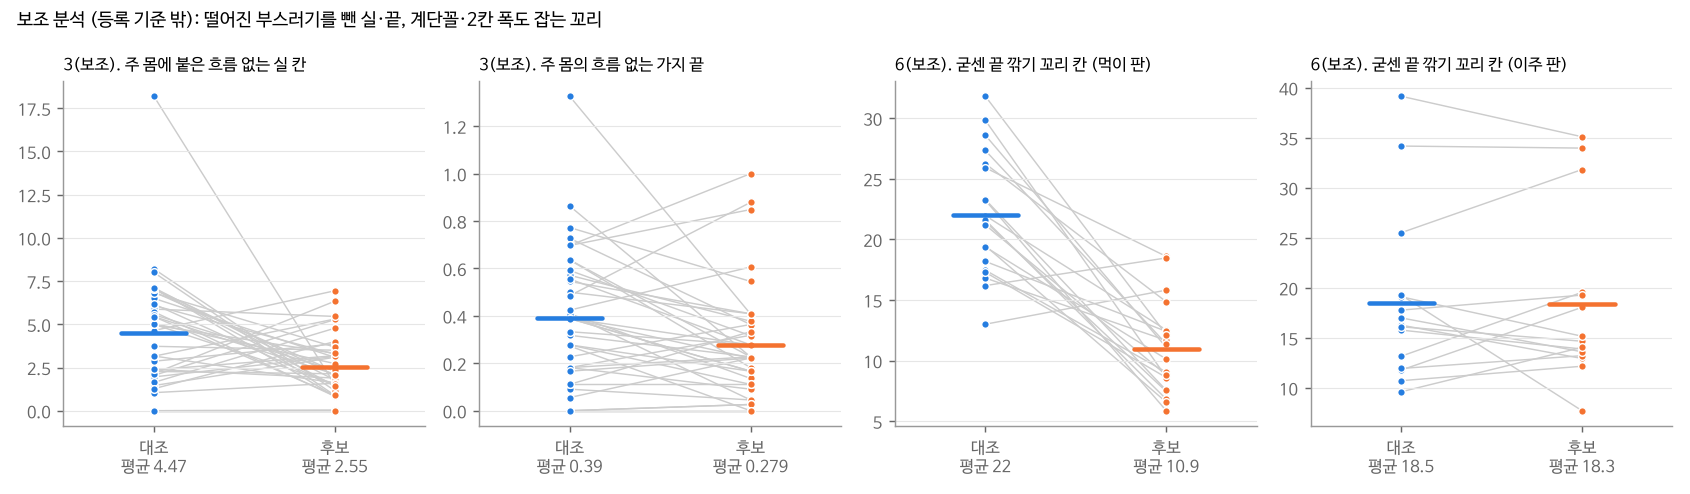 보조 분석 (등록 기준 밖): 떨어진 부스러기를 뺀 실·끝, 계단꼴·2칸 폭도 잡는 꼬리
3(보조). 주 몸에 붙은 흐름 없는 실 칸
17.5
15.0
12.5
10.0
7.5
5.0
2.5
0.0
대조
평균 4.47
후보
평균 2.55
3(보조). 주 몸의 흐름 없는 가지 끝
1.2
1.0
0.8
0.6
0.4
0.2
0.0
대조
평균 0.39
후보
평균 0.279
6(보조). 굳센 끝 깎기 꼬리 칸 (먹이 판)
30
25
20
15
10
5
대조
평균 22
후보
평균 10.9
6(보조). 굳센 끝 깎기 꼬리 칸 (이주 판)
40
35
30
25
20
15
10
대조
평균 18.5
후보
평균 18.3